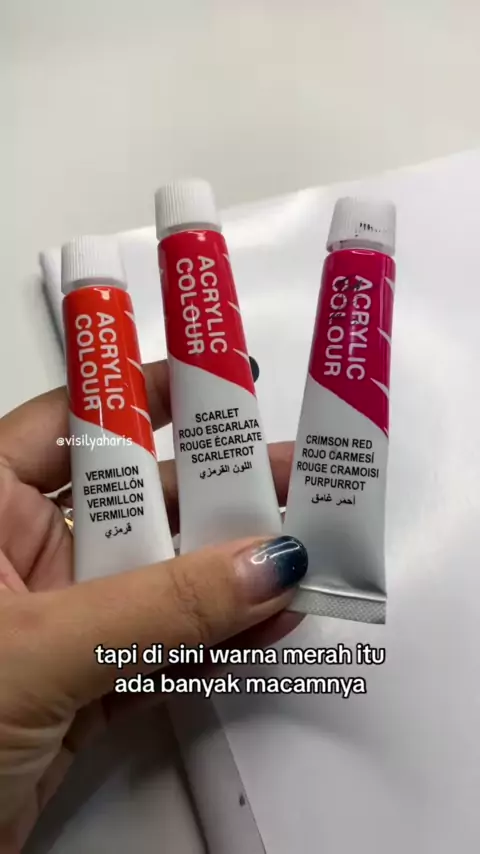 ACRYLIC
COLOUR
VERMILION
BERMELLÓN
VERMILLON
VERMILION
قرمزي
ACRYLIC
COLOUR
SCARLET
ROJO ESCARLATA
ROUGE ÉCARLATE
SCARLETROT
اللون القرمزي
ACRYLIC
COLOUR
CRIMSON RED
ROJO CARMESÍ
ROUGE CRAMOISI
PURPURROT
أحمر غامق
@visilyaharis
tapi di sini warna merah itu
ada banyak macamnya